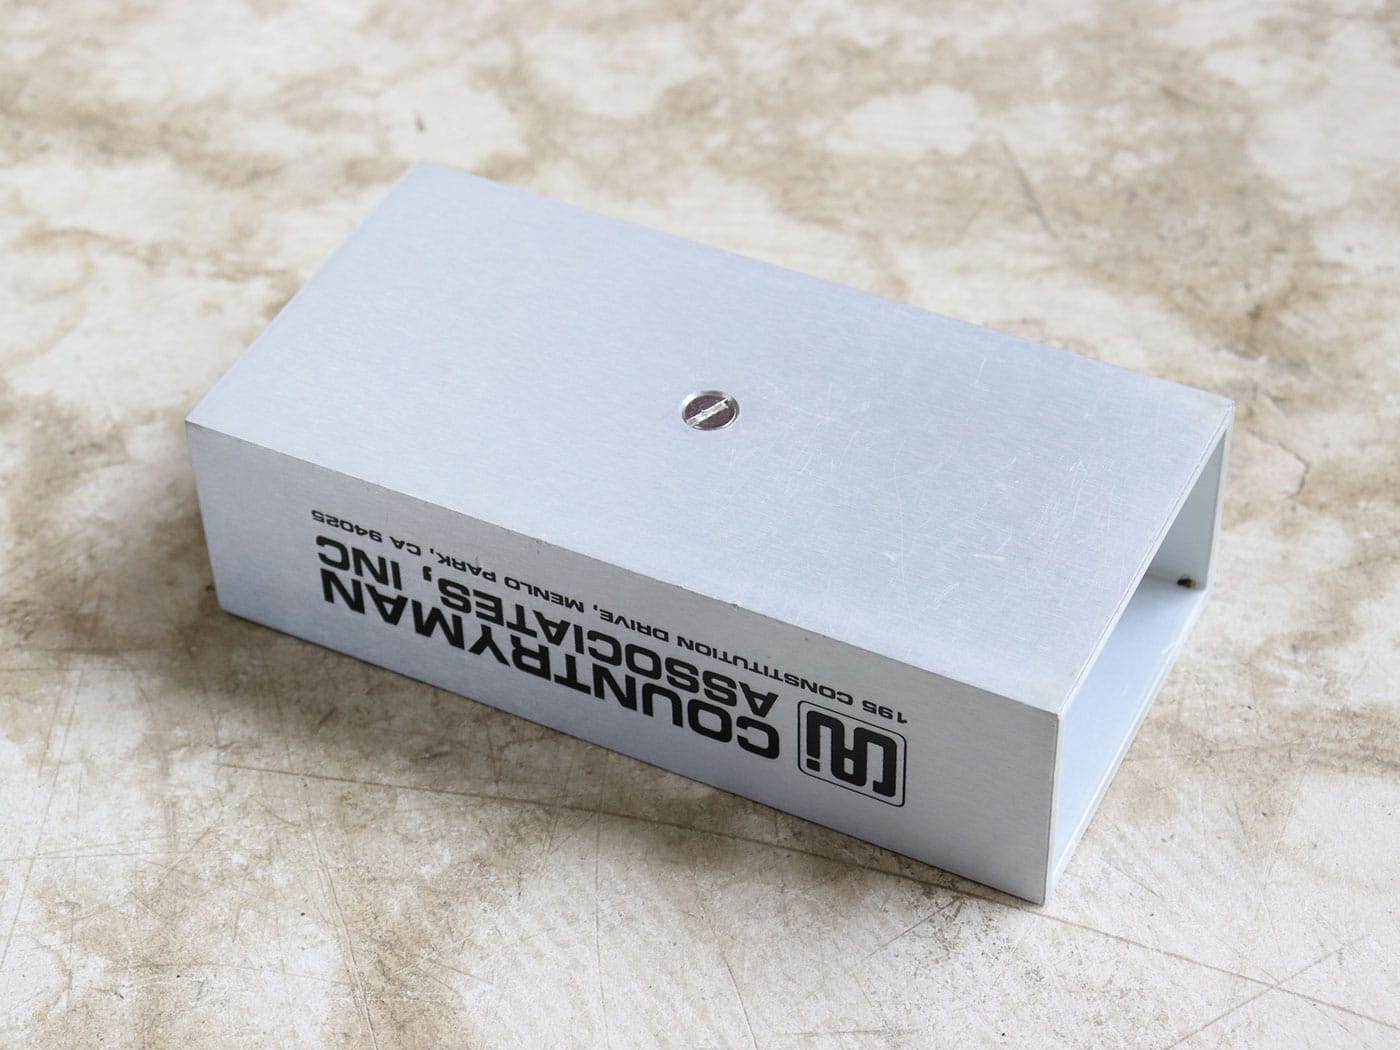 CAi
COUNTRYMAN
ASSOCIATES, INC
195 CONSTITUTION DRIVE, MENLO PARK, CA 94025